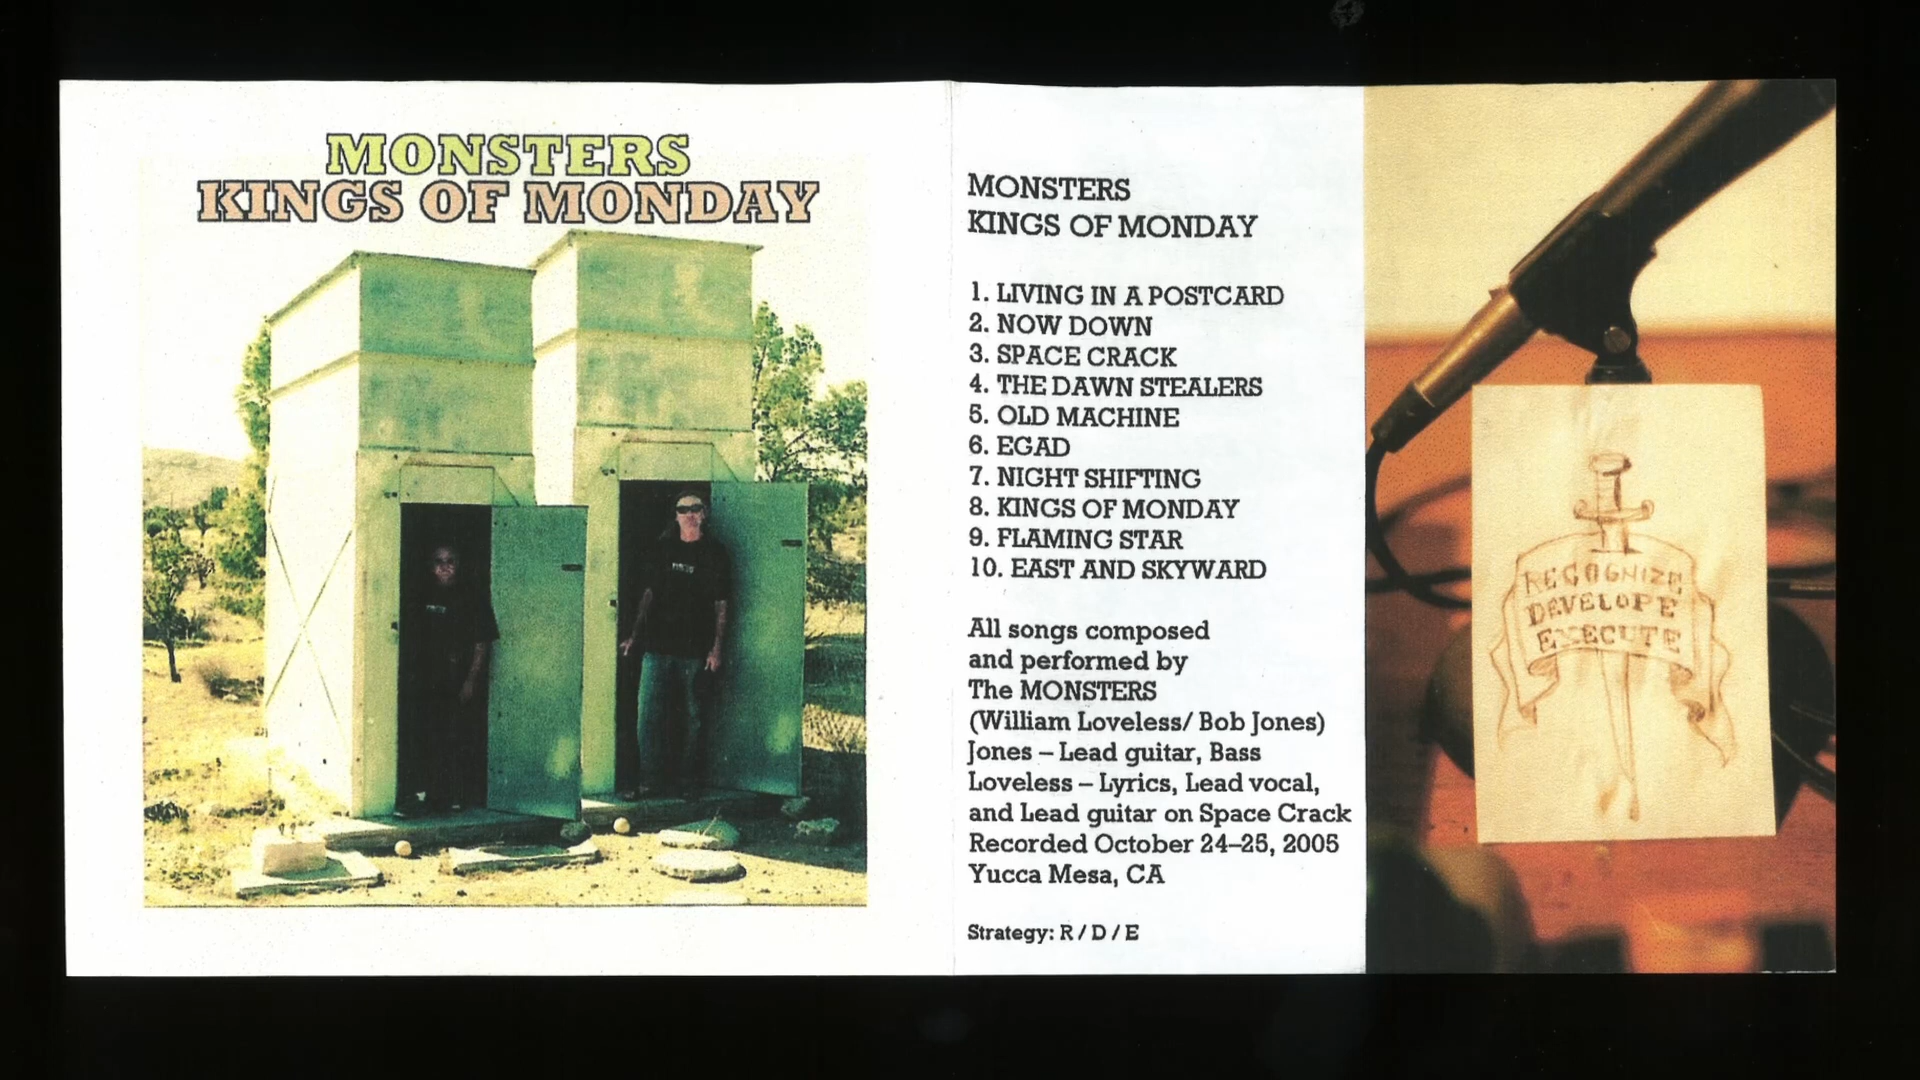 MONSTERS
KINGS OF MONDAY
MONSTERS
KINGS OF MONDAY
1. LIVING IN A POSTCARD
2. NOW DOWN
3. SPACE CRACK
4. THE DAWN STEALERS
5. OLD MACHINE
6. EGAD
7. NIGHT SHIFTING
8. KINGS OF MONDAY
9. FLAMING STAR
10. EAST AND SKYWARD
All songs composed
and performed by
The MONSTERS
(William Loveless/ Bob Jones)
Jones – Lead guitar, Bass
Loveless – Lyrics, Lead vocal,
and Lead guitar on Space Crack
Recorded October 24–25, 2005
Yucca Mesa, CA
Strategy: R / D / E
RECOGNIZE
DEVELOPE
EXECUTE